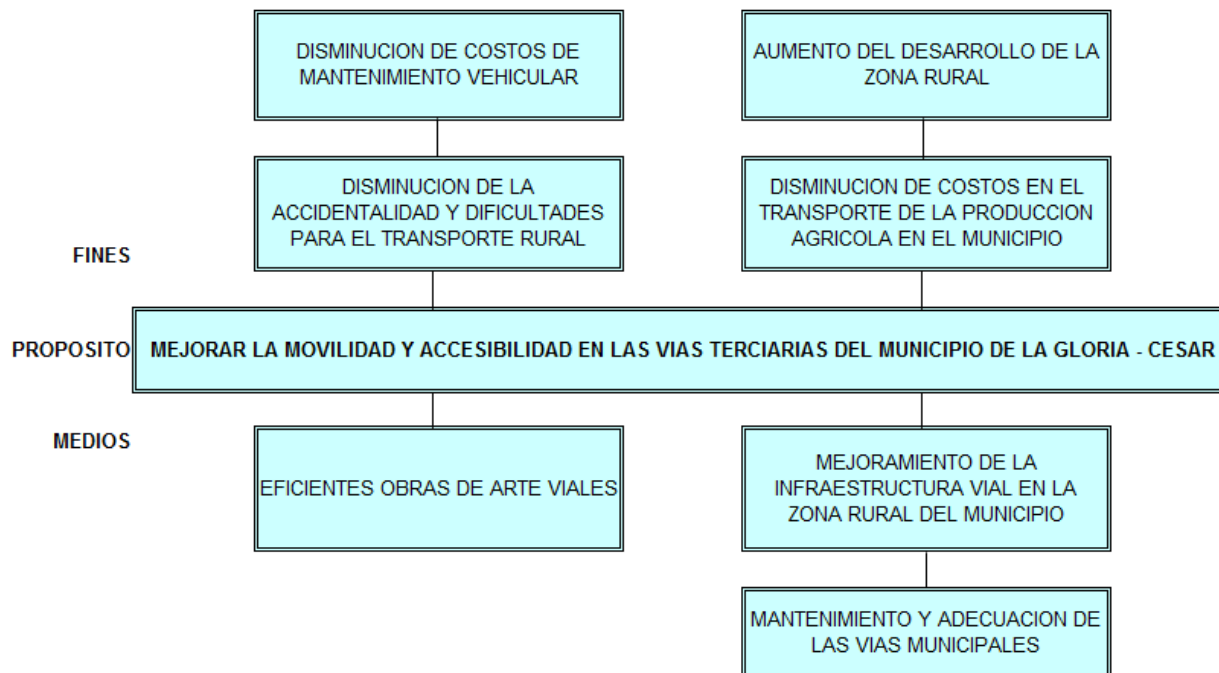 DISMINUCION DE COSTOS DE
MANTENIMIENTO VEHICULAR
AUMENTO DEL DESARROLLO DE LA
ZONA RURAL
DISMINUCION DE LA
ACCIDENTALIDAD Y DIFICULTADES
PARA EL TRANSPORTE RURAL
DISMINUCION DE COSTOS EN EL
TRANSPORTE DE LA PRODUCCION
AGRICOLA EN EL MUNICIPIO
FINES
PROPOSITO
MEJORAR LA MOVILIDAD Y ACCESIBILIDAD EN LAS VIAS TERCIARIAS DEL MUNICIPIO DE LA GLORIA - CESAR
MEDIOS
EFICIENTES OBRAS DE ARTE VIALES
MEJORAMIENTO DE LA
INFRAESTRUCTURA VIAL EN LA
ZONA RURAL DEL MUNICIPIO
MANTENIMIENTO Y ADECUACION DE
LAS VIAS MUNICIPALES